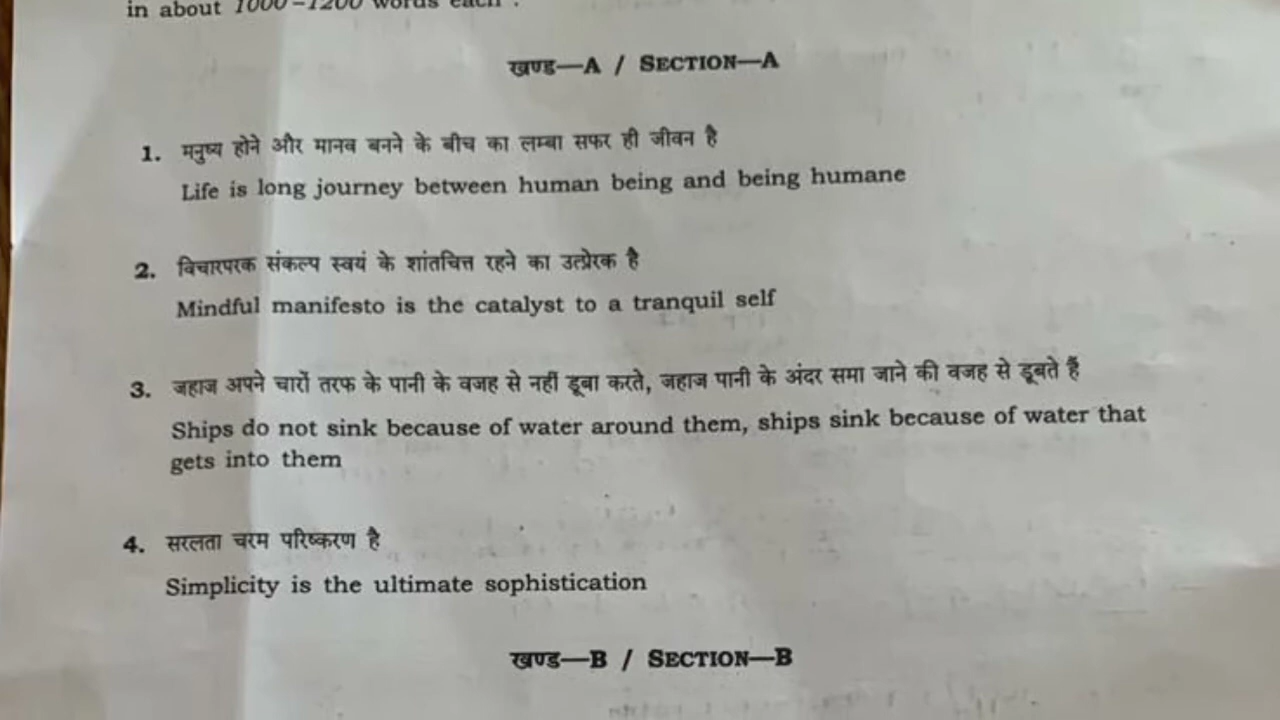 in about 1000–1200 words each :
खण्ड—A / SECTION—A
1. मनुष्य होने और मानव बनने के बीच का लम्बा सफर ही जीवन है
Life is long journey between human being and being humane
2. विचारपरक संकल्प स्वयं के शांतचित्त रहने का उत्प्रेरक है
Mindful manifesto is the catalyst to a tranquil self
3. जहाज अपने चारों तरफ के पानी के वजह से नहीं डूबा करते, जहाज पानी के अंदर समा जाने की वजह से डूबते हैं
Ships do not sink because of water around them, ships sink because of water that
gets into them
4. सरलता चरम परिष्करण है
Simplicity is the ultimate sophistication
खण्ड—B / SECTION—B